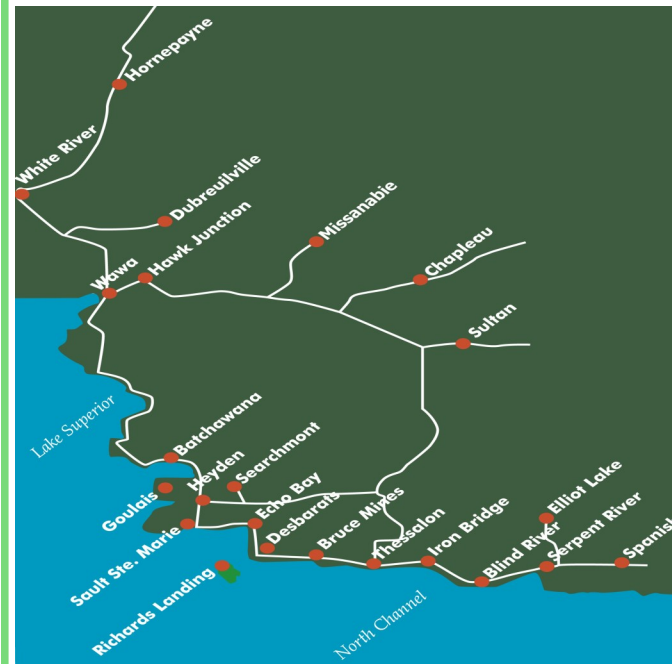 Hornepayne
White River
Dubreuilville
Missanabie
Hawk Junction
Chapleau
Wawa
Sultan
Lake Superior
Batchawana
Searchmont
Heyden
Goulais
Echo Bay
Elliot Lake
Desbarats
Bruce Mines
Sault Ste. Marie
Thessalon
Iron Bridge
Serpent River
Spanish
Blind River
Richards Landing
North Channel